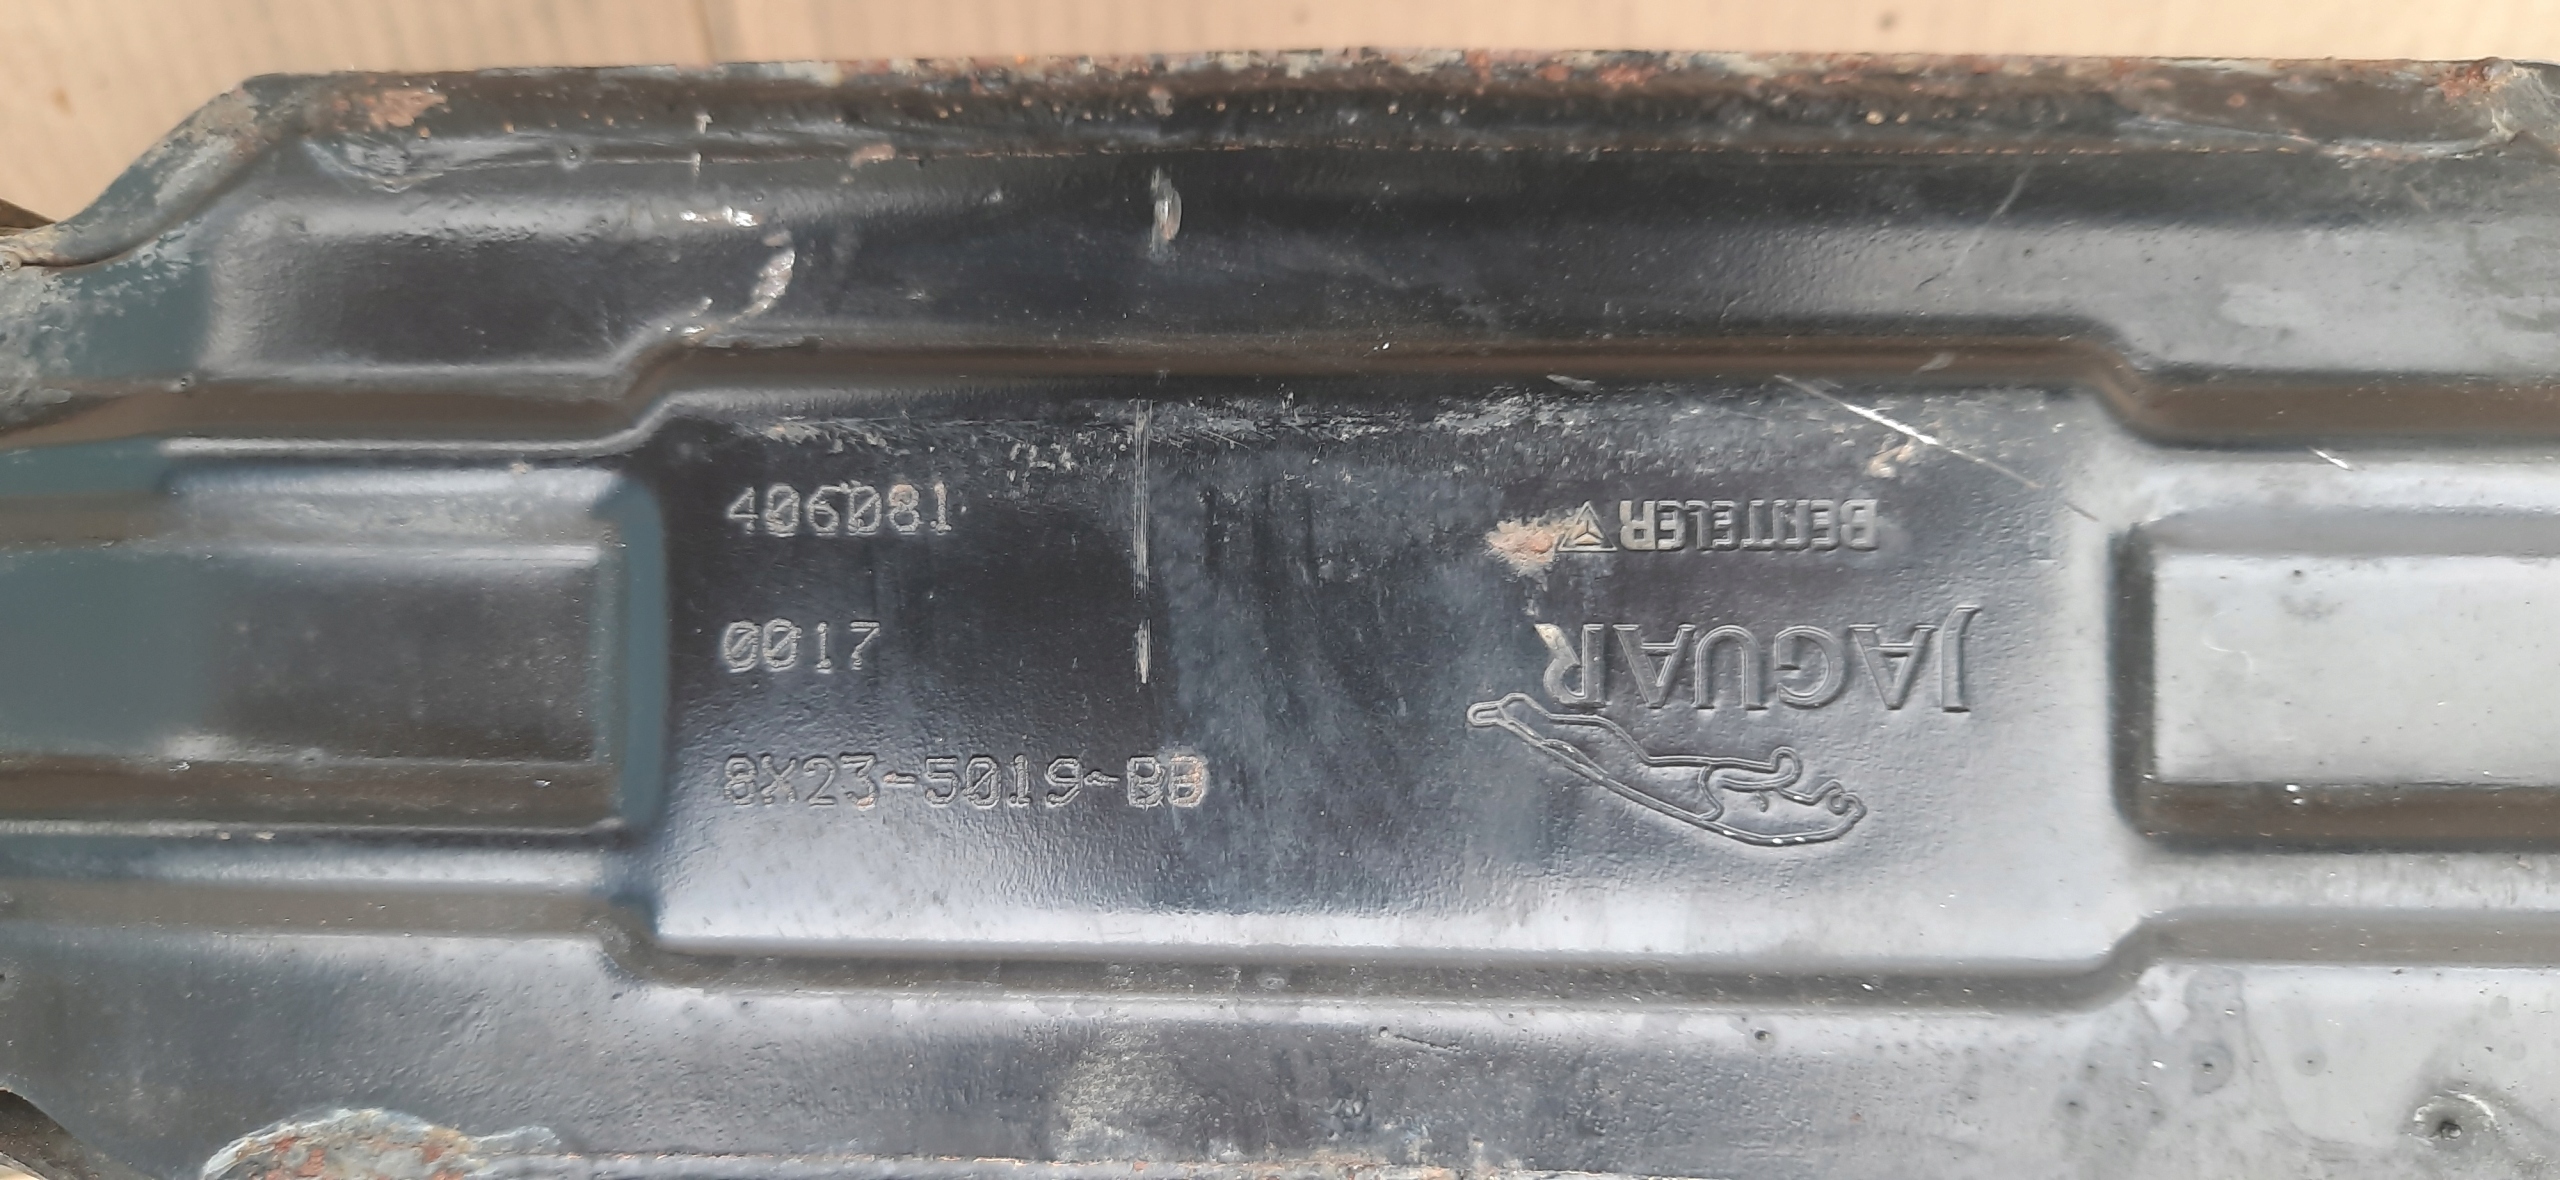 406081
0017
8X23-5019-BB
BENTELER
JAGUAR